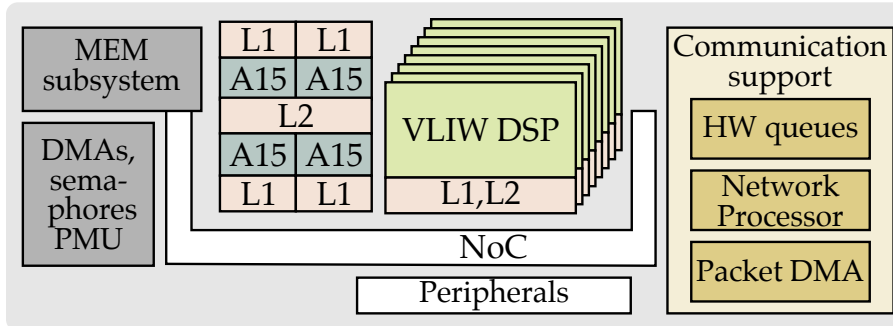 MEM
subsystem
DMAs,
sema-
phores
PMU
L1 L1
A15 A15
L2
A15 A15
L1 L1
VLIW DSP
L1,L2
NoC
Peripherals
Communication
support
HW queues
Network
Processor
Packet DMA